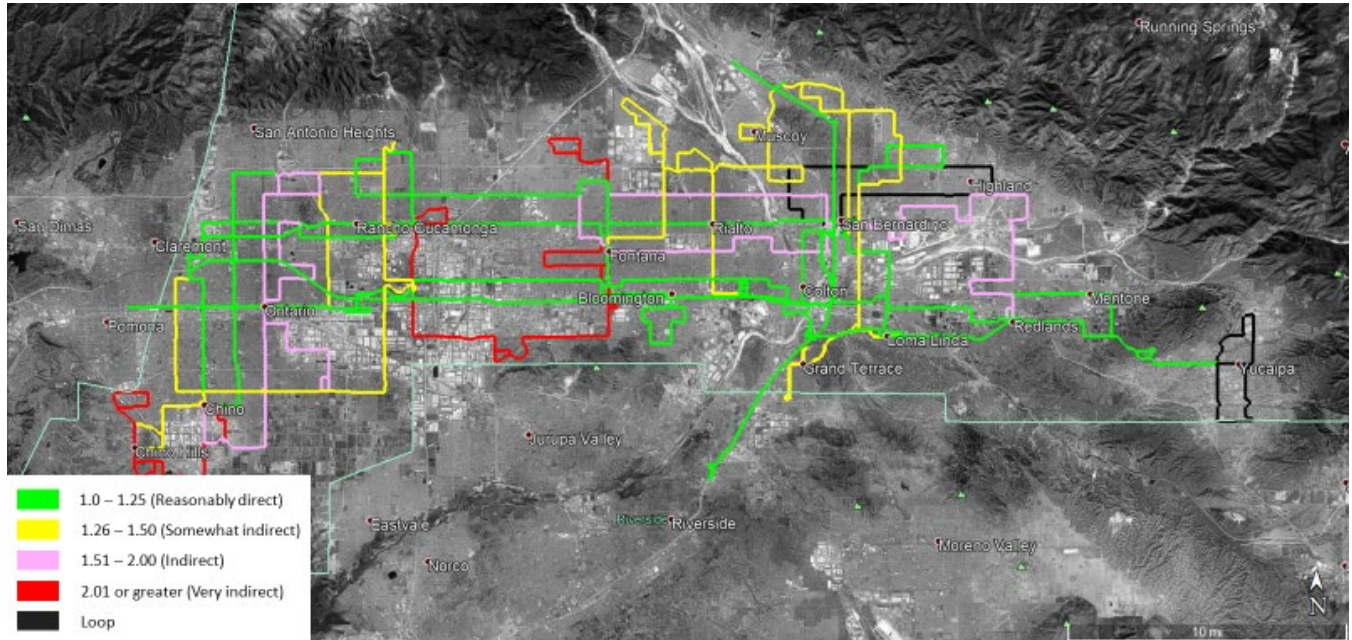 Running Springs
San Antonio Heights
Muscoy
Highland
San Dimas
Rancho Cucamonga
Rialto
San Bernardino
Claremont
Fontana
Bloomington
Colton
Mentone
Pomona
Ontario
Redlands
Loma Linda
Grand Terrace
Yucaipa
Chino
Jurupa Valley
Chino Hills
1.0 – 1.25 (Reasonably direct)
1.26 – 1.50 (Somewhat indirect)
1.51 – 2.00 (Indirect)
2.01 or greater (Very indirect)
Loop
Eastvale
Riverside
Riverside
Moreno Valley
Norco
N
10 mi